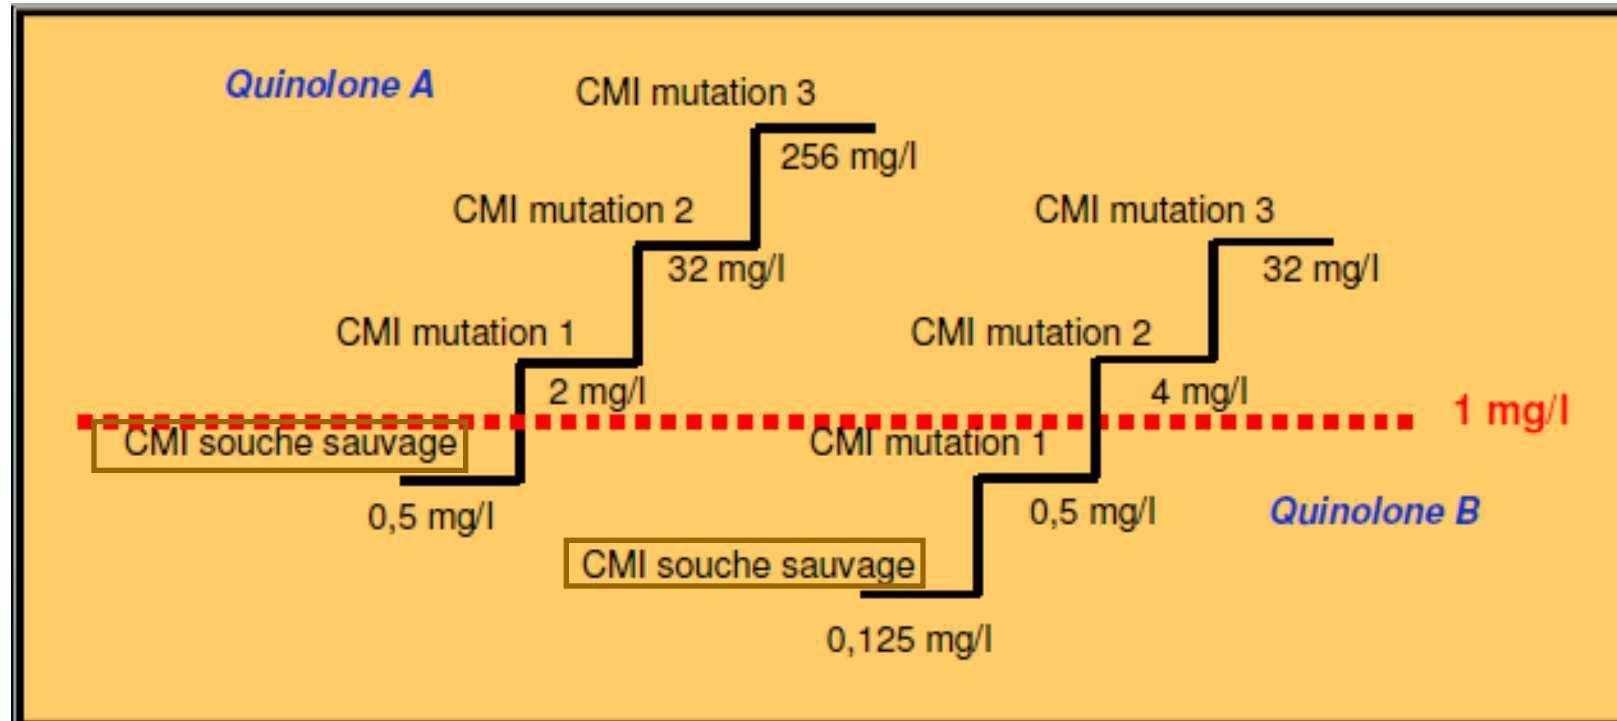 Quinolone A
CMI mutation 3
256 mg/l
CMI mutation 2
32 mg/l
CMI mutation 1
2 mg/l
CMI souche sauvage
0,5 mg/l
CMI mutation 3
32 mg/l
CMI mutation 2
4 mg/l
1 mg/l
CMI mutation 1
0,5 mg/l
Quinolone B
CMI souche sauvage
0,125 mg/l